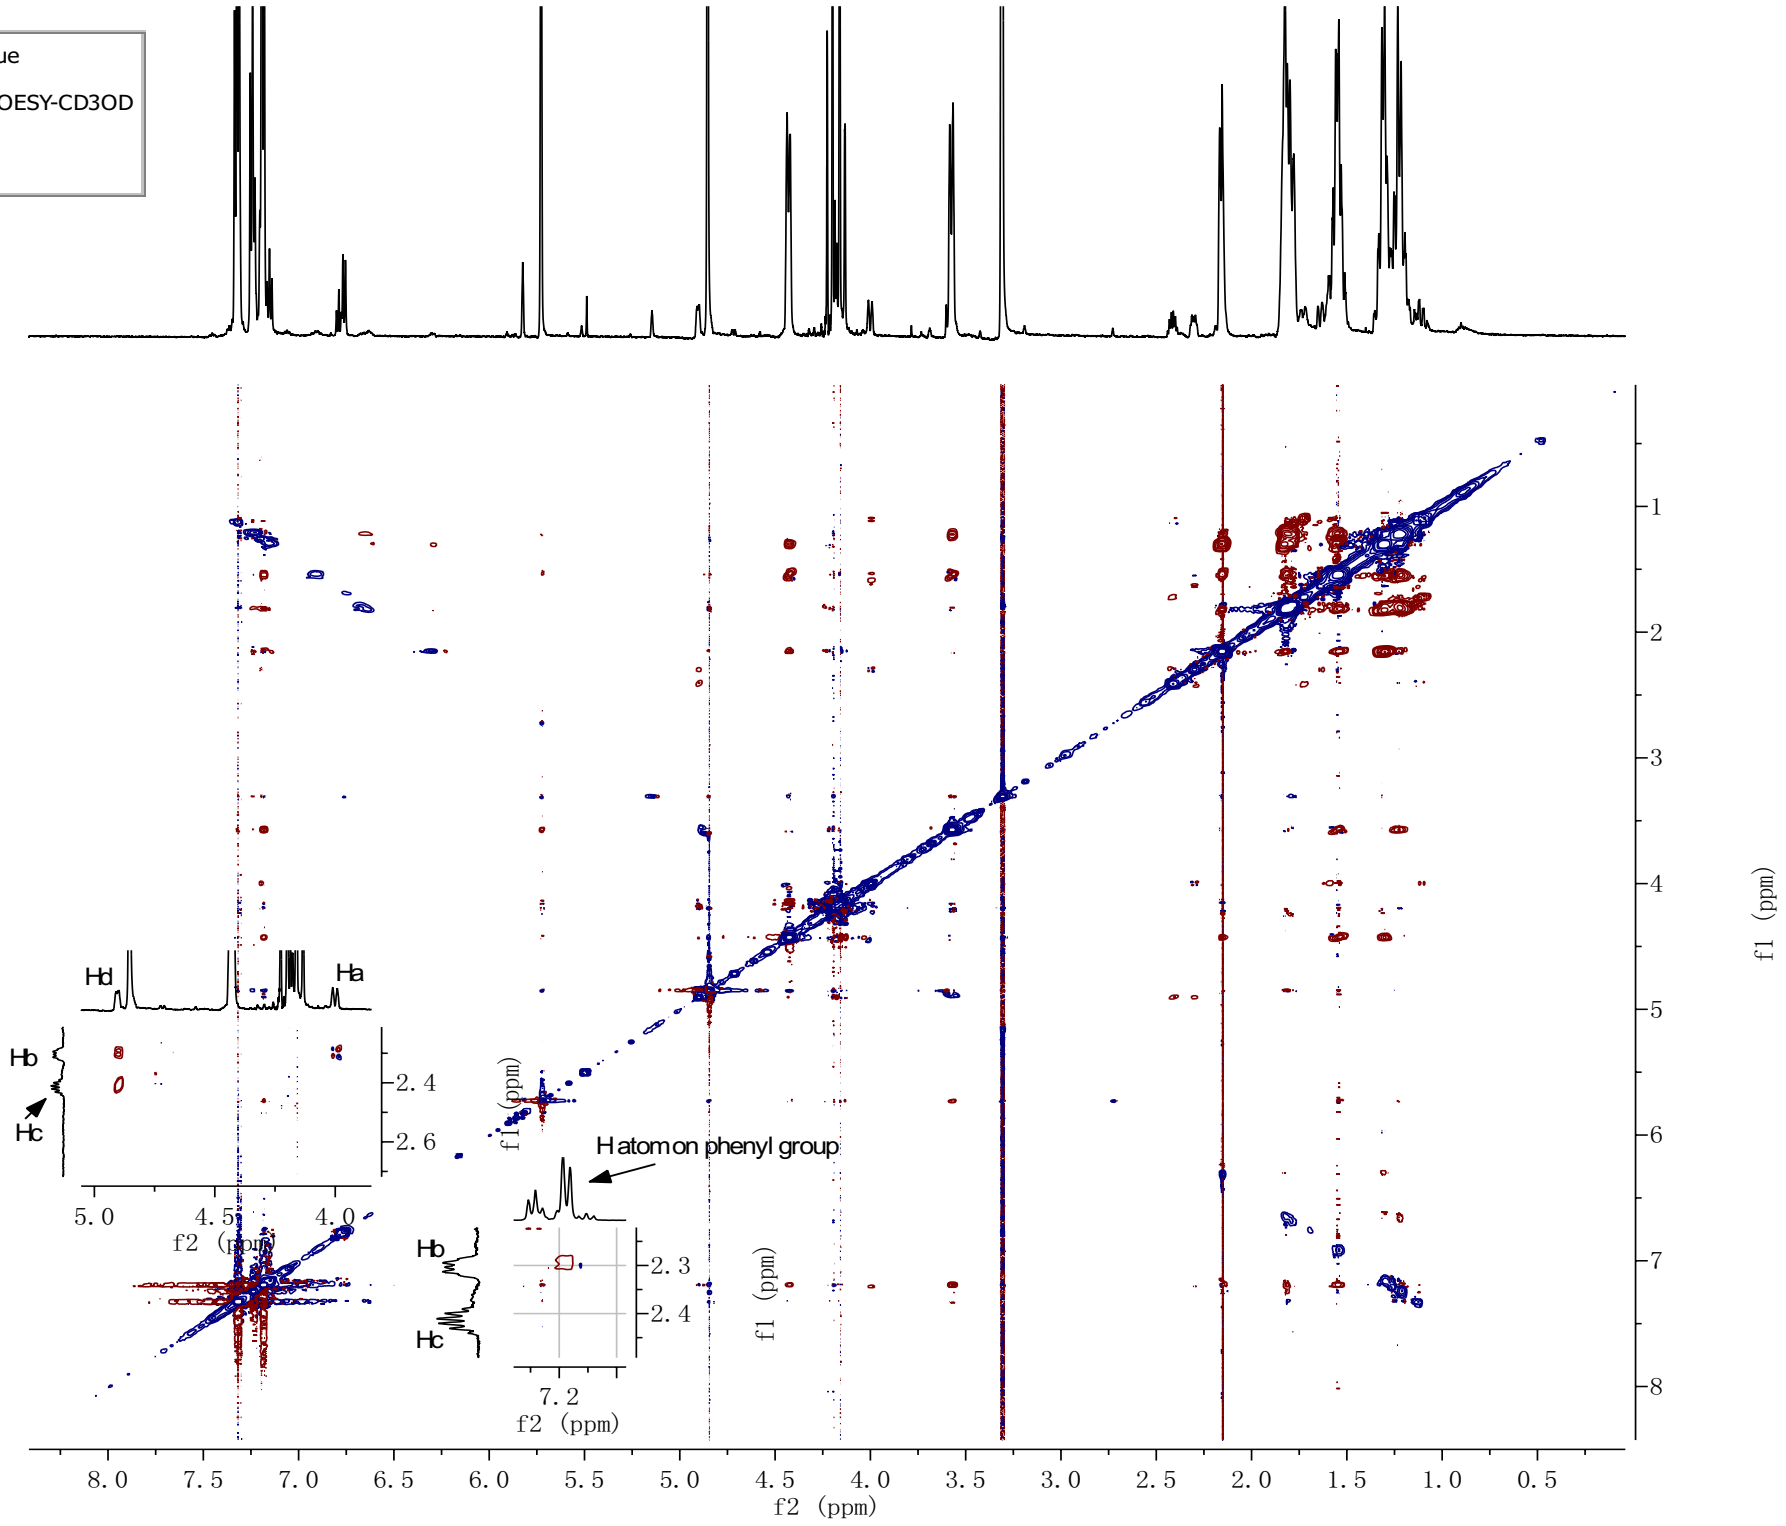 ue
OESY-CD3OD
1
2
3
4
5
6
7
8
f1 (ppm)
Hd
Ha
Hb
Hc
2.4
2.6
f1 (ppm)
5.0 4.5 4.0
f2 (ppm)
H atom on phenyl group
Hb
Hc
2.3
2.4
f1 (ppm)
7.2
f2 (ppm)
8.0 7.5 7.0 6.5 6.0 5.5 5.0 4.5 4.0 3.5 3.0 2.5 2.0 1.5 1.0 0.5
f2 (ppm)